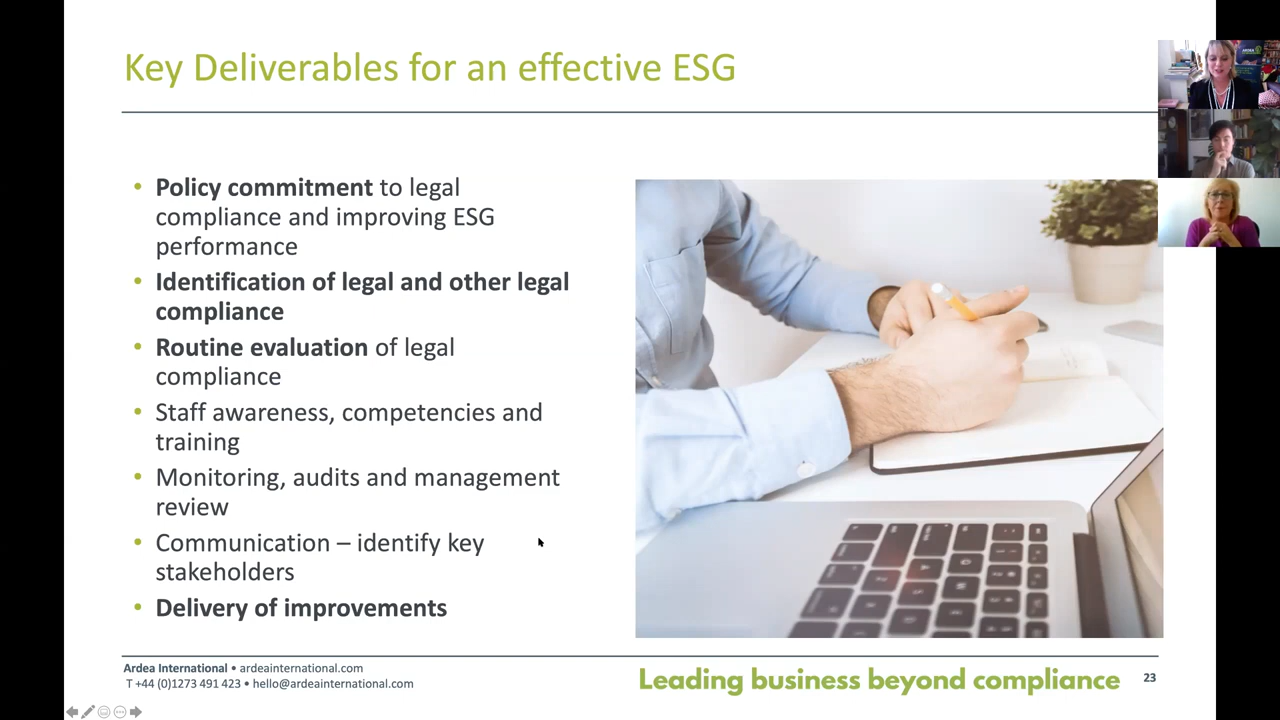 Key Deliverables for an effective ESG
• Policy commitment to legal
compliance and improving ESG
performance
• Identification of legal and other legal
compliance
• Routine evaluation of legal
compliance
• Staff awareness, competencies and
training
• Monitoring, audits and management
review
• Communication – identify key
stakeholders
• Delivery of improvements
Ardea International • ardeainternational.com
T +44 (0)1273 491 423 • hello@ardeainternational.com
Leading business beyond compliance
23